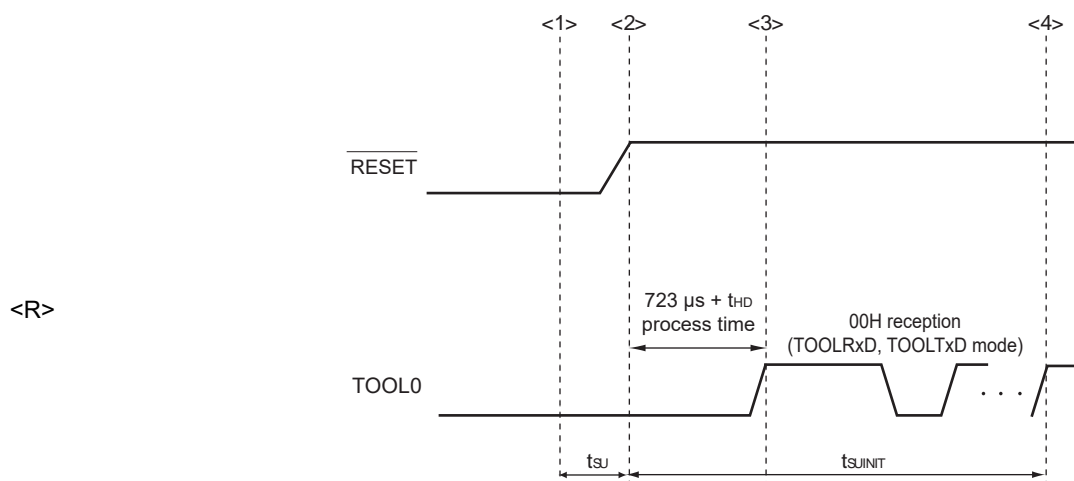 <1> <2> <3> <4>
RESET
<R>
723 µs + tHD
process time
00H reception
(TOOLRxD, TOOLTxD mode)
TOOL0
. . .
tSU tSUINIT